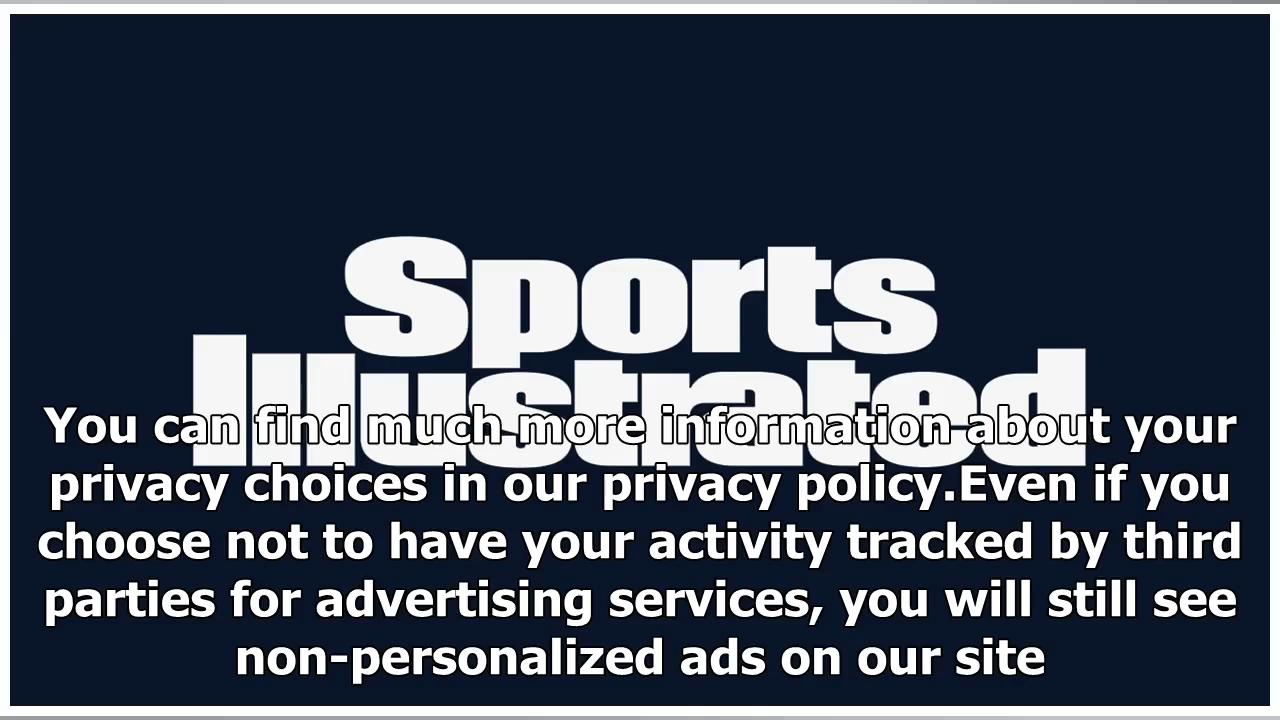 Sports
Illustrated
You can find much more information about your
privacy choices in our privacy policy.Even if you
choose not to have your activity tracked by third
parties for advertising services, you will still see
non-personalized ads on our site